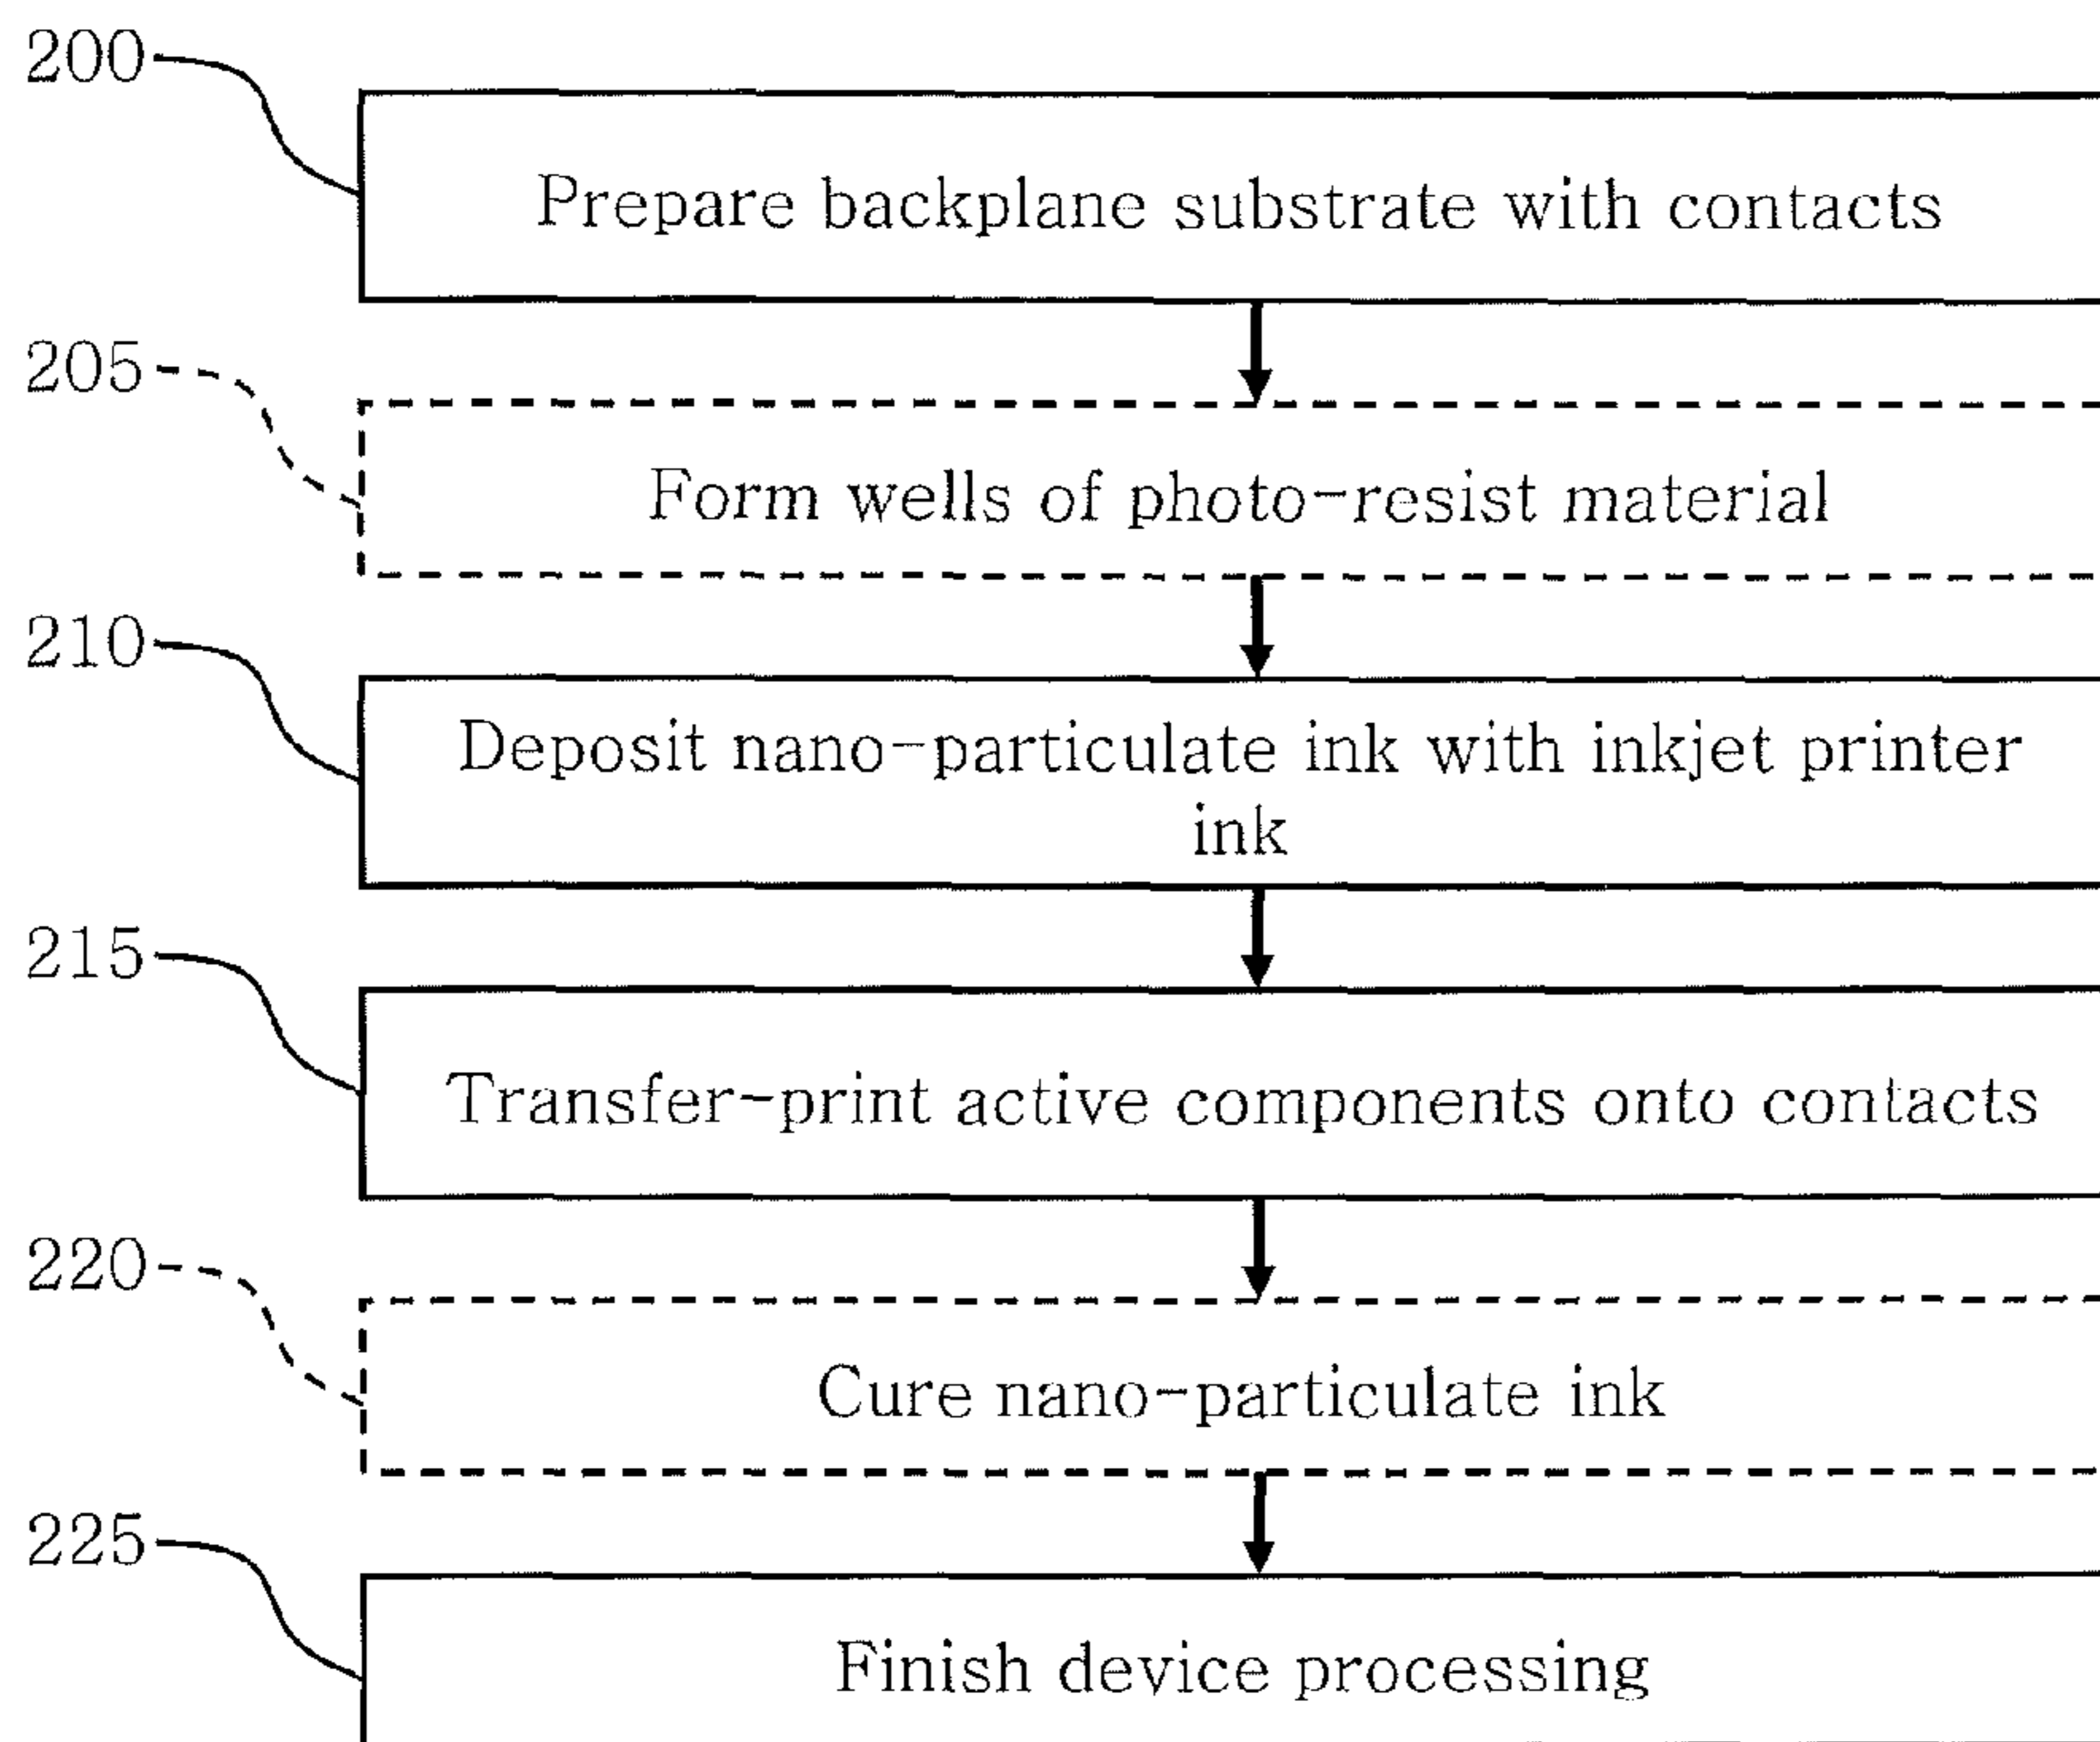 200
Prepare backplane substrate with contacts
205
Form wells of photo-resist material
210
Deposit nano-particulate ink with inkjet printer
ink
215
Transfer-print active components onto contacts
220
Cure nano-particulate ink
225
Finish device processing